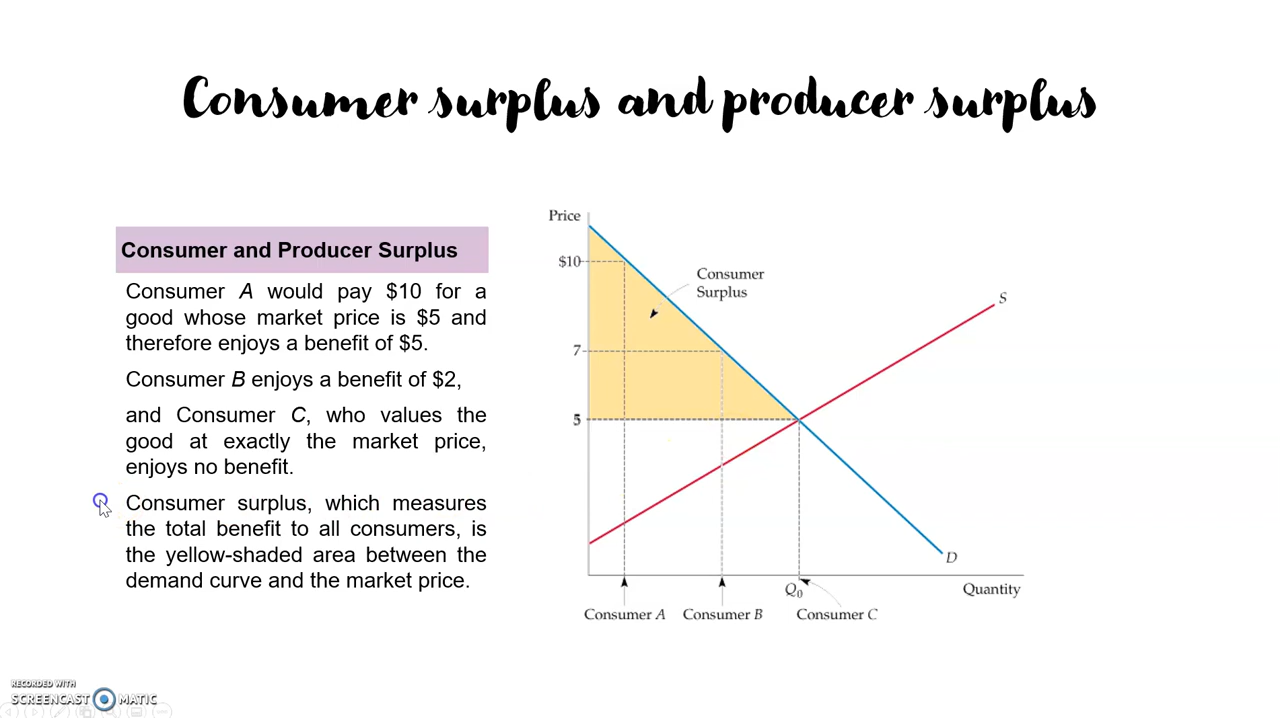 Consumer surplus and producer surplus
Consumer and Producer Surplus
Consumer A would pay $10 for a
good whose market price is $5 and
therefore enjoys a benefit of $5.
Consumer B enjoys a benefit of $2,
and Consumer C, who values the
good at exactly the market price,
enjoys no benefit.
Consumer surplus, which measures
the total benefit to all consumers, is
the yellow-shaded area between the
demand curve and the market price.
Price
$10
Consumer
Surplus
S
7
5
D
Q0
Quantity
Consumer A
Consumer B
Consumer C
RECORDED WITH
SCREENCAST MATIC